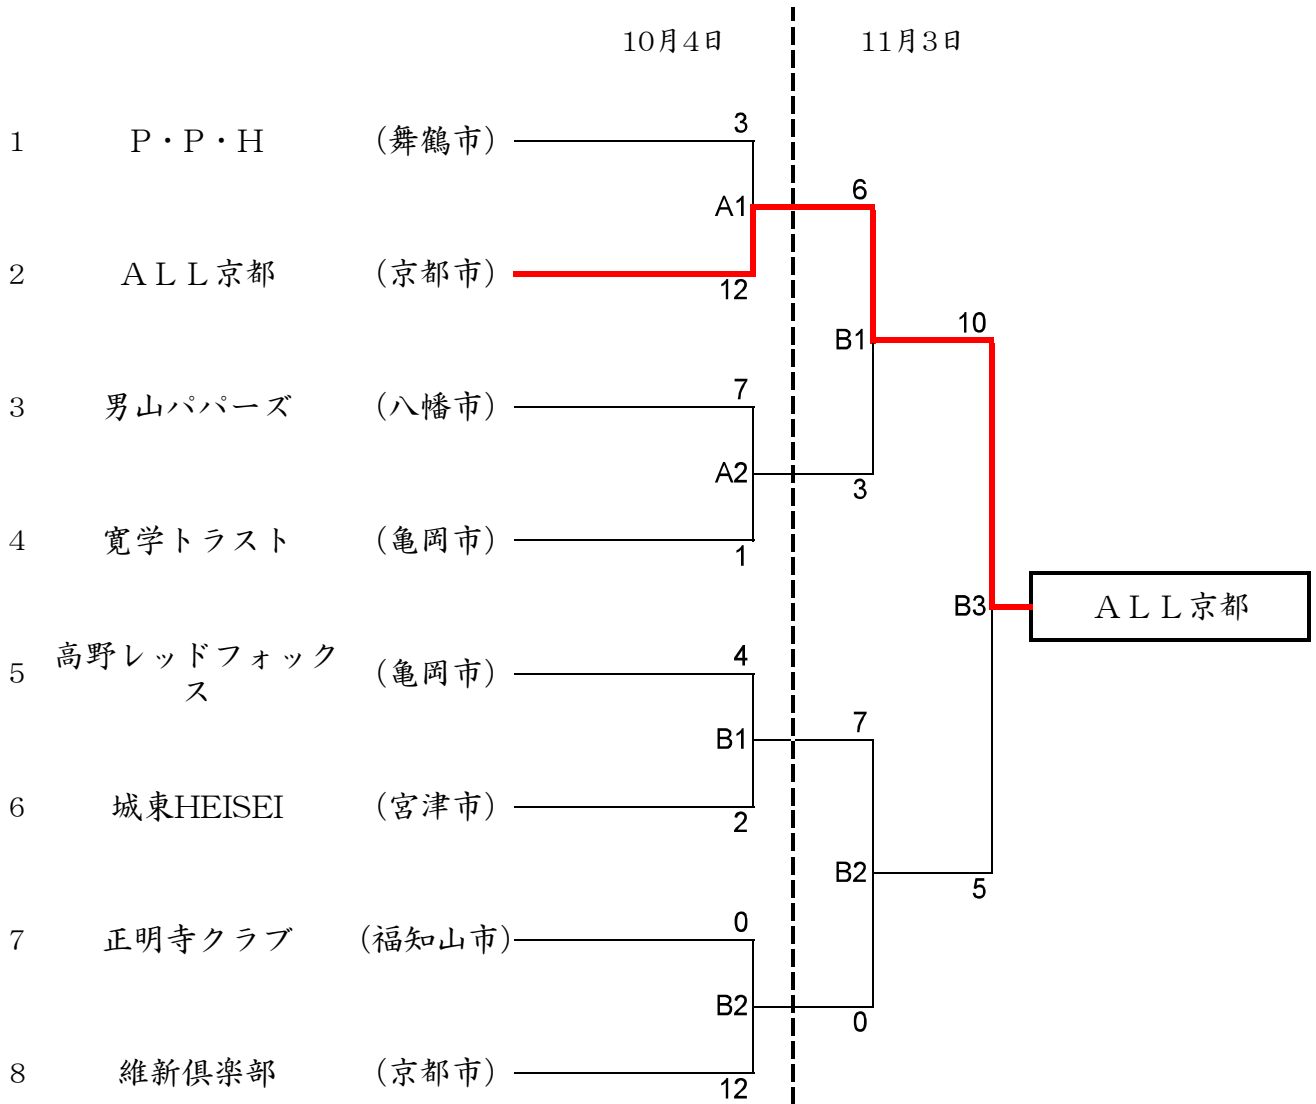 10月4日 11月3日
3
1 P・P・H (舞鶴市)
6
A1
2 ＡＬＬ京都 (京都市)
12
10
B1
7
3 男山パパーズ (八幡市)
A2
3
4 寛学トラスト (亀岡市)
1
B3 ＡＬＬ京都
高野レッドフォック
4
5 (亀岡市)
ス
7
B1
6 城東HEISEI (宮津市)
2
B2
5
0
7 正明寺クラブ (福知山市)
B2
0
8 維新倶楽部 (京都市)
12